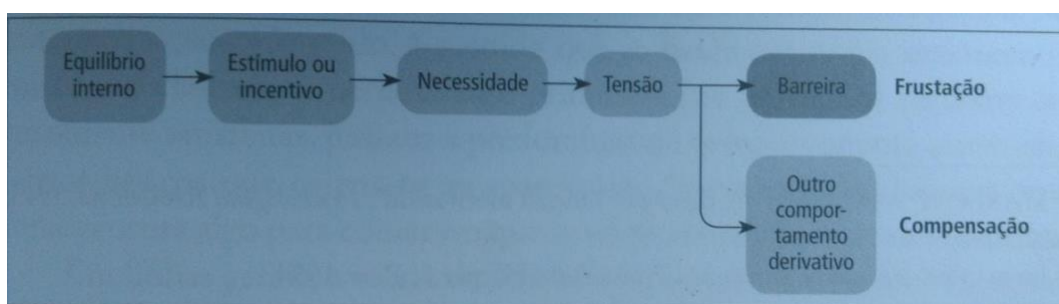 Equilíbrio
interno
Estímulo ou
incentivo
Necessidade
Tensão
Barreira
Frustação
Outro
compor-
tamento
derivativo
Compensação